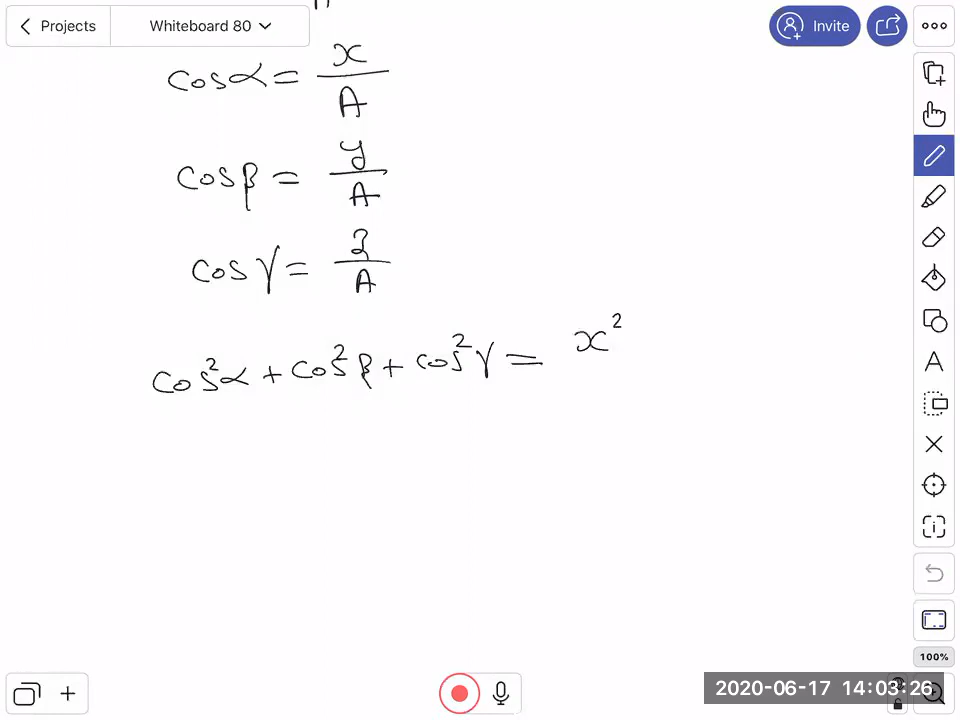 Projects
Whiteboard 80
Invite
cosα = x/A
cosβ = y/A
cosγ = z/A
cos²α + cos²β + cos²γ = x²
A
100%
2020-06-17 14:03:26